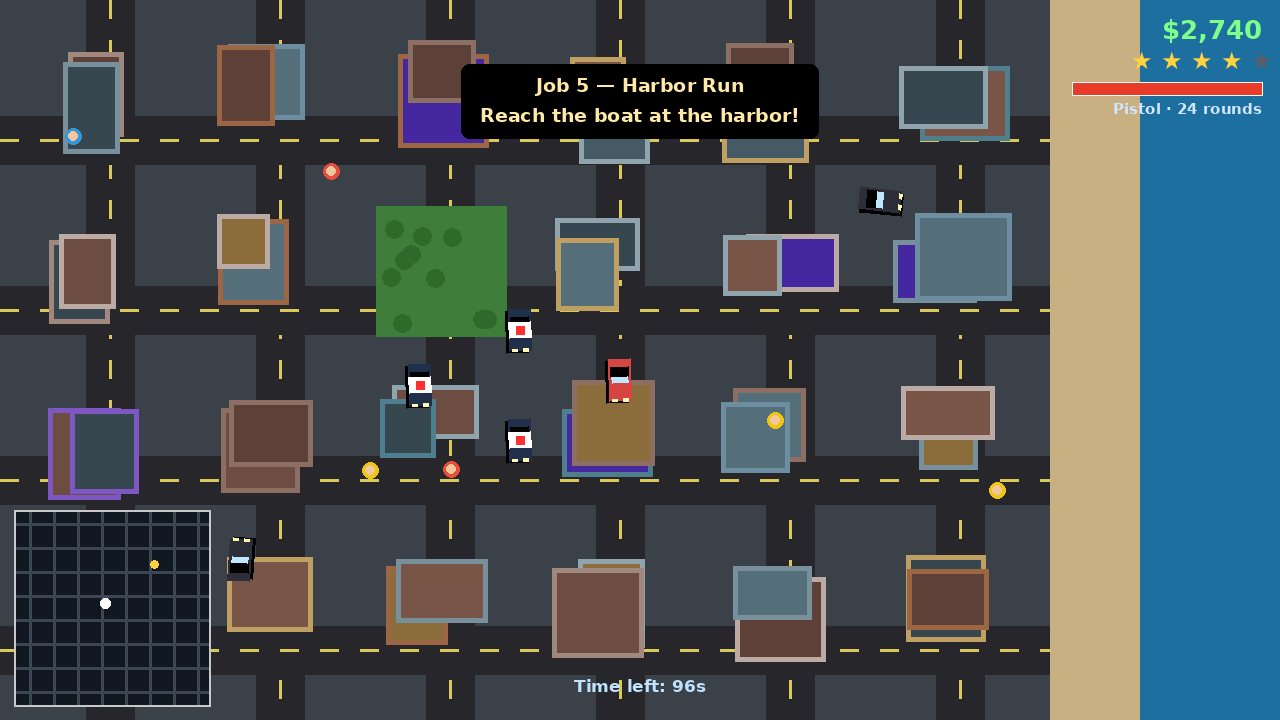 $2,740
★ ★ ★ ★ ★
Pistol · 24 rounds
Job 5 — Harbor Run
Reach the boat at the harbor!
Time left: 96s